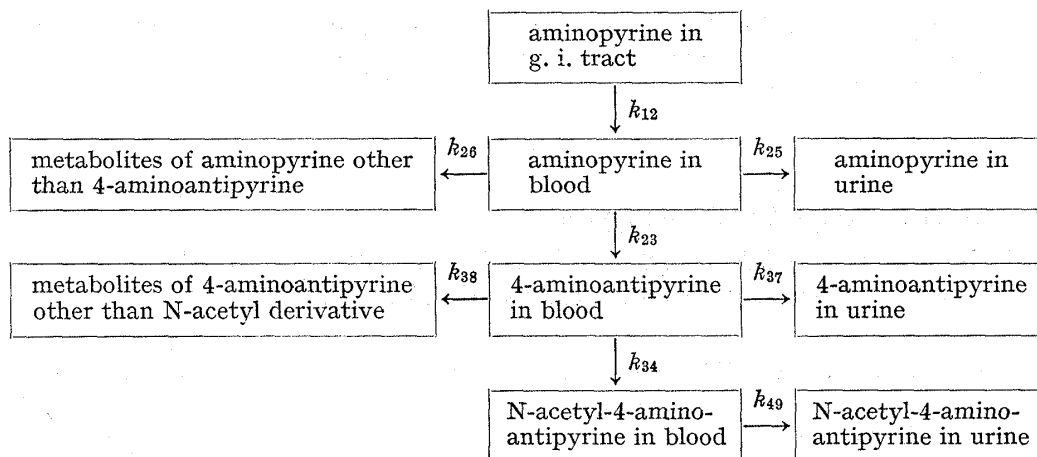 aminopyrine in
g. i. tract
k12
metabolites of aminopyrine other
than 4-aminoantipyrine
k26
aminopyrine in
blood
k25
aminopyrine in
urine
k23
metabolites of 4-aminoantipyrine
other than N-acetyl derivative
k38
4-aminoantipyrine
in blood
k37
4-aminoantipyrine
in urine
k34
N-acetyl-4-amino-
antipyrine in blood
k49
N-acetyl-4-amino-
antipyrine in urine